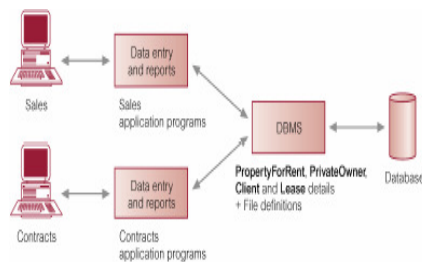 Data entry
and reports
Sales
Sales
application programs
DBMS
PropertyForRent, PrivateOwner,
Client and Lease details
+ File definitions
Database
Data entry
and reports
Contracts
Contracts
application programs